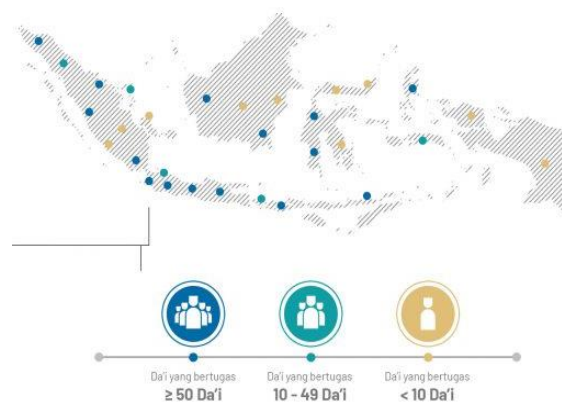 Da'i yang bertugas
≥ 50 Da'i
Da'i yang bertugas
10 - 49 Da'i
Da'i yang bertugas
< 10 Da'i